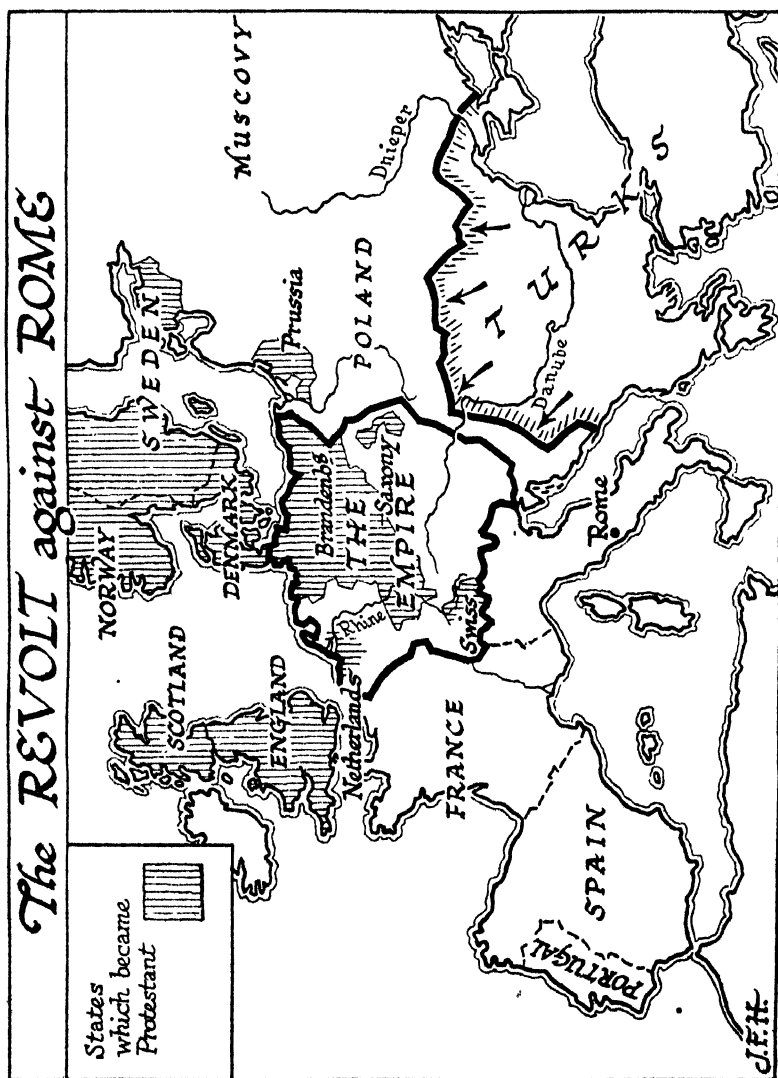 The REVOLT against ROME
States
which became
Protestant
NORWAY
SWEDEN
SCOTLAND
DENMARK
ENGLAND
Netherlands
Rhine
Brandenbg
THE
EMPIRE
Saxony
Prussia
POLAND
MUSCOVY
Dnieper
FRANCE
Swiss
Danube
TURKS
Rome
SPAIN
PORTUGAL
J.F.H.